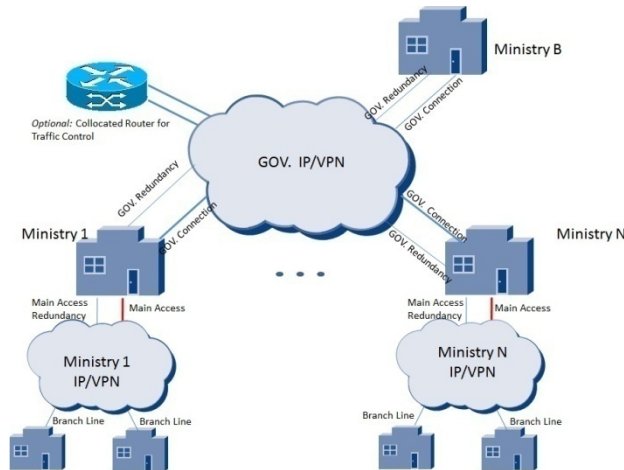 Ministry B
GOV. Redundancy
GOV. Connection
Optional: Collocated Router for
Traffic Control
GOV. IP/VPN
GOV. Redundancy
GOV. Connection
Ministry 1
GOV. Connection
GOV. Redundancy
Ministry N
Main Access
Redundancy
Main Access
Main Access
Redundancy
Main Access
Ministry 1
IP/VPN
Ministry N
IP/VPN
Branch Line
Branch Line
Branch Line
Branch Line